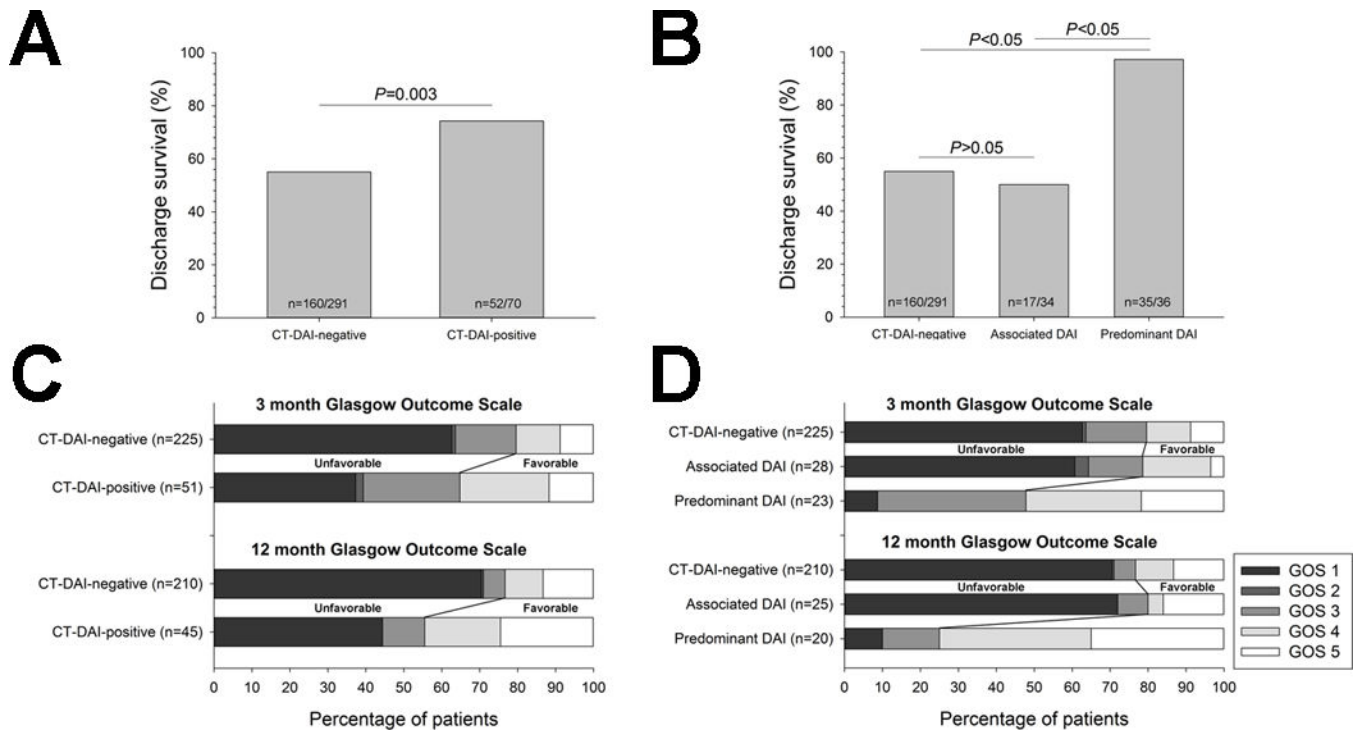 A
Discharge survival (%)
100
80
60
40
20
0
P=0.003
n=160/291
n=52/70
CT-DAI-negative
CT-DAI-positive
B
Discharge survival (%)
100
80
60
40
20
0
P<0.05
P<0.05
P>0.05
n=160/291
n=17/34
n=35/36
CT-DAI-negative
Associated DAI
Predominant DAI
C
3 month Glasgow Outcome Scale
CT-DAI-negative (n=225)
Unfavorable
Favorable
CT-DAI-positive (n=51)
12 month Glasgow Outcome Scale
CT-DAI-negative (n=210)
Unfavorable
Favorable
CT-DAI-positive (n=45)
0 10 20 30 40 50 60 70 80 90 100
Percentage of patients
D
3 month Glasgow Outcome Scale
CT-DAI-negative (n=225)
Unfavorable
Favorable
Associated DAI (n=28)
Predominant DAI (n=23)
12 month Glasgow Outcome Scale
CT-DAI-negative (n=210)
Unfavorable
Favorable
Associated DAI (n=25)
Predominant DAI (n=20)
0 10 20 30 40 50 60 70 80 90 100
Percentage of patients
GOS 1
GOS 2
GOS 3
GOS 4
GOS 5